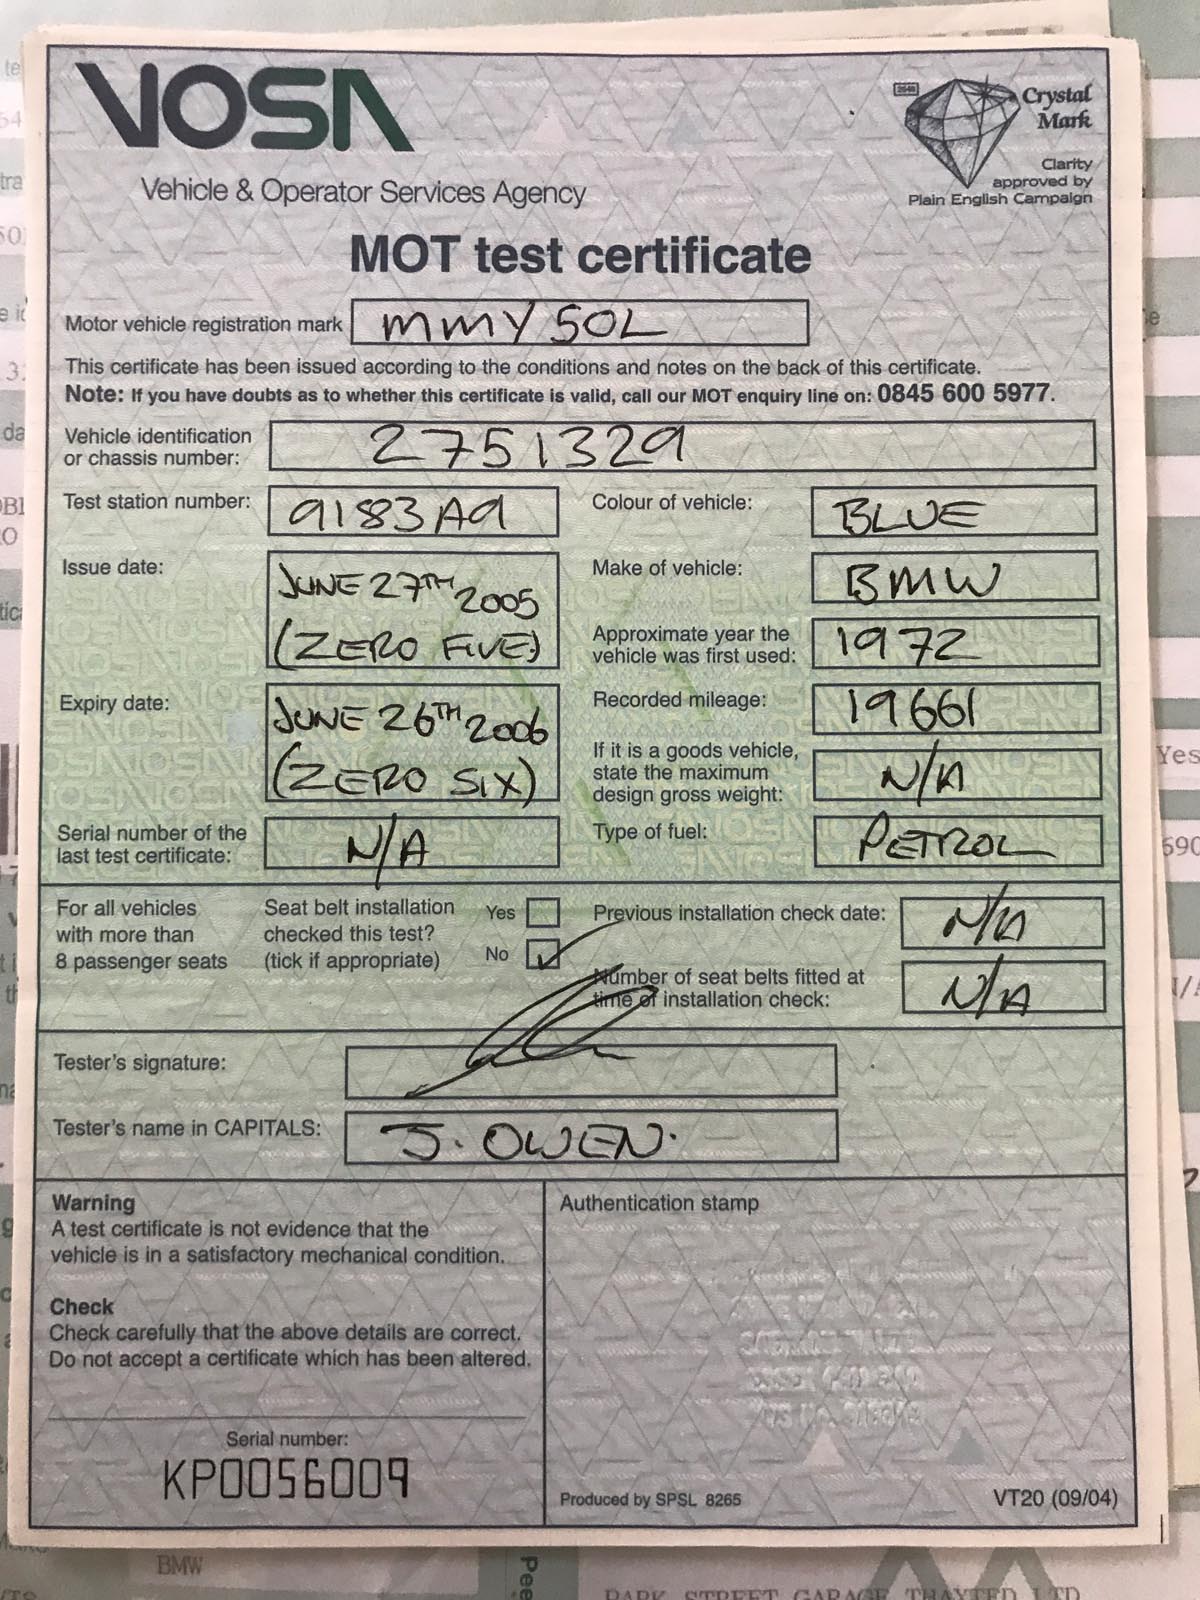 VOSA
Vehicle & Operator Services Agency
Crystal
Mark
Clarity
approved by
Plain English Campaign
MOT test certificate
Motor vehicle registration mark MMY 50L
This certificate has been issued according to the conditions and notes on the back of this certificate.
Note: If you have doubts as to whether this certificate is valid, call our MOT enquiry line on: 0845 600 5977.
Vehicle identification
or chassis number: 2751329
Test station number: 9183A9
Colour of vehicle: BLUE
Issue date: JUNE 27TH 2005
(ZERO FIVE)
Make of vehicle: BMW
Approximate year the
vehicle was first used: 1972
Expiry date: JUNE 26TH 2006
(ZERO SIX)
Recorded mileage: 19661
If it is a goods vehicle,
state the maximum
design gross weight: N/A
Serial number of the
last test certificate: N/A
Type of fuel: PETROL
For all vehicles
with more than
8 passenger seats
Seat belt installation
checked this test?
(tick if appropriate)
Yes
No
Previous installation check date: N/A
Number of seat belts fitted at
time of installation check: N/A
Tester's signature:
Tester's name in CAPITALS: J. OWEN.
Warning
A test certificate is not evidence that the
vehicle is in a satisfactory mechanical condition.
Check
Check carefully that the above details are correct.
Do not accept a certificate which has been altered.
Serial number:
KP0056009
Authentication stamp
Produced by SPSL 8265
VT20 (09/04)
Yes
BMW
PARK STREET GARAGE THAXTED LTD